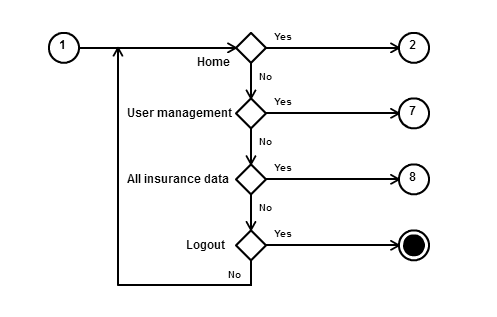 Yes
1
2
Home
No
Yes
User management
7
No
Yes
All insurance data
8
No
Yes
Logout
No